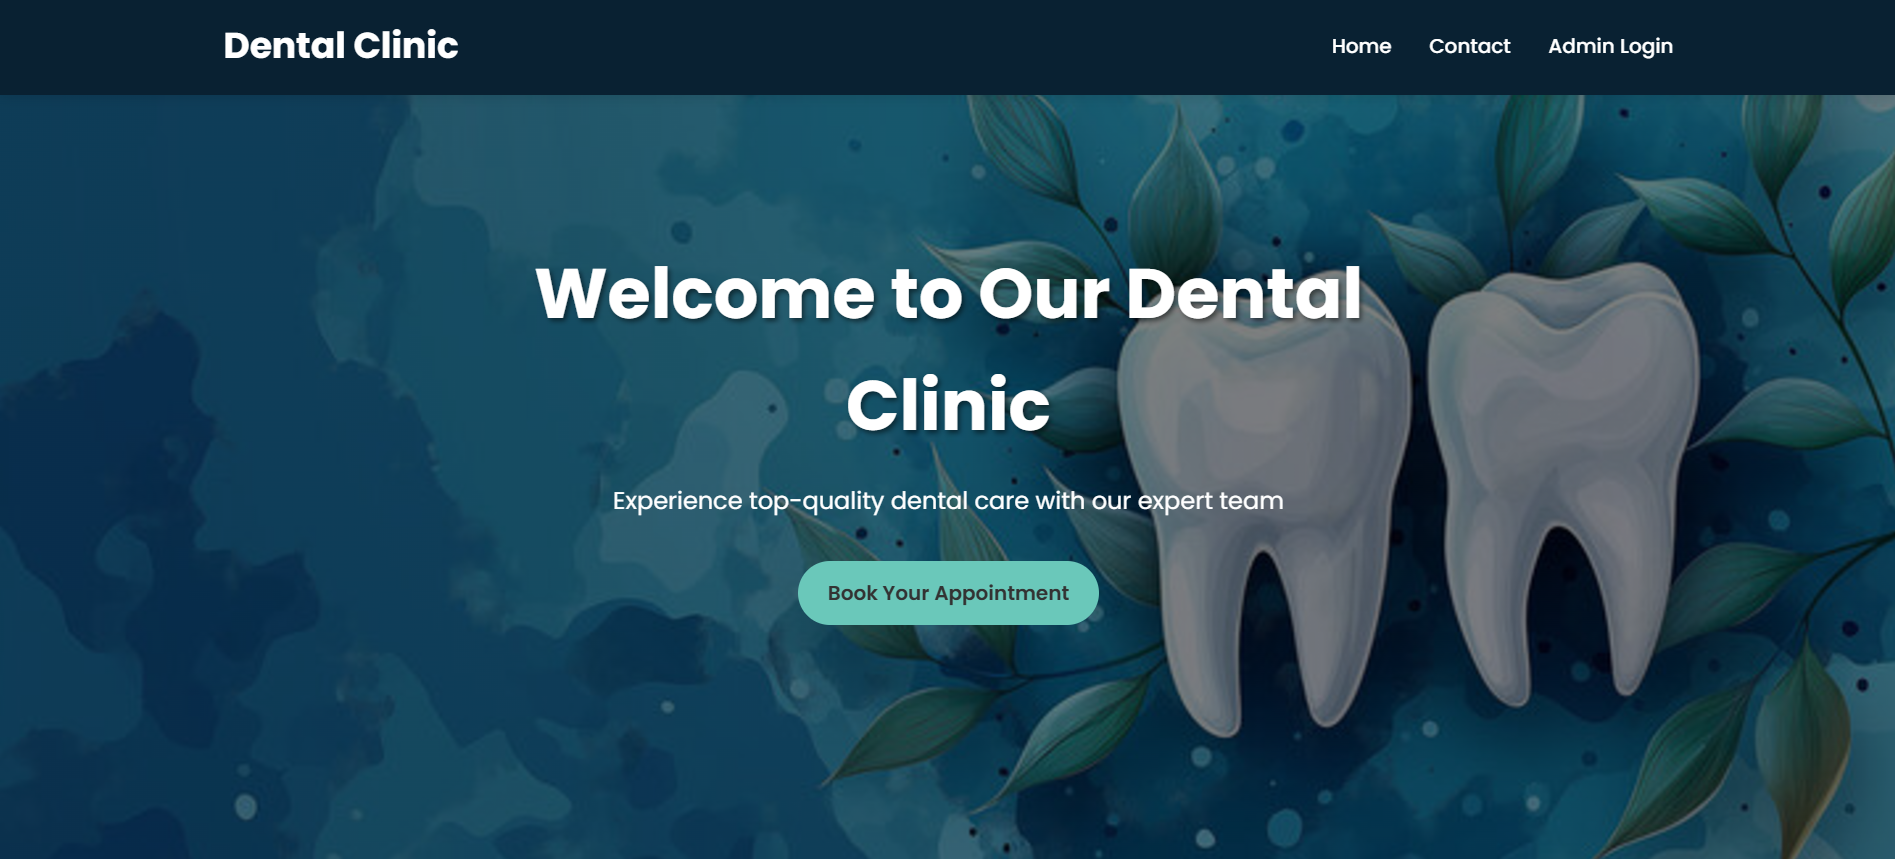 Dental Clinic
Home Contact Admin Login
Welcome to Our Dental
Clinic
Experience top-quality dental care with our expert team
Book Your Appointment